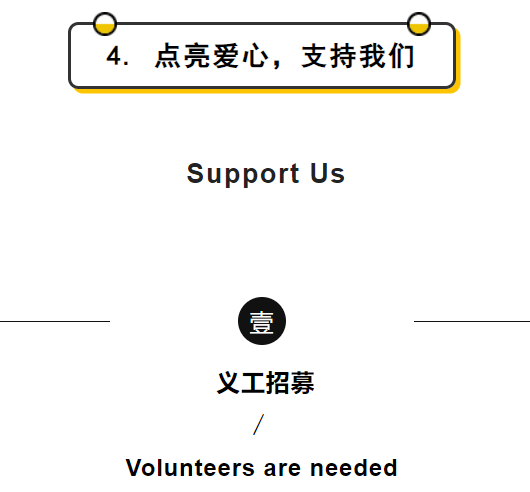 4. 点亮爱心，支持我们
Support Us
壹
义工招募
/
Volunteers are needed